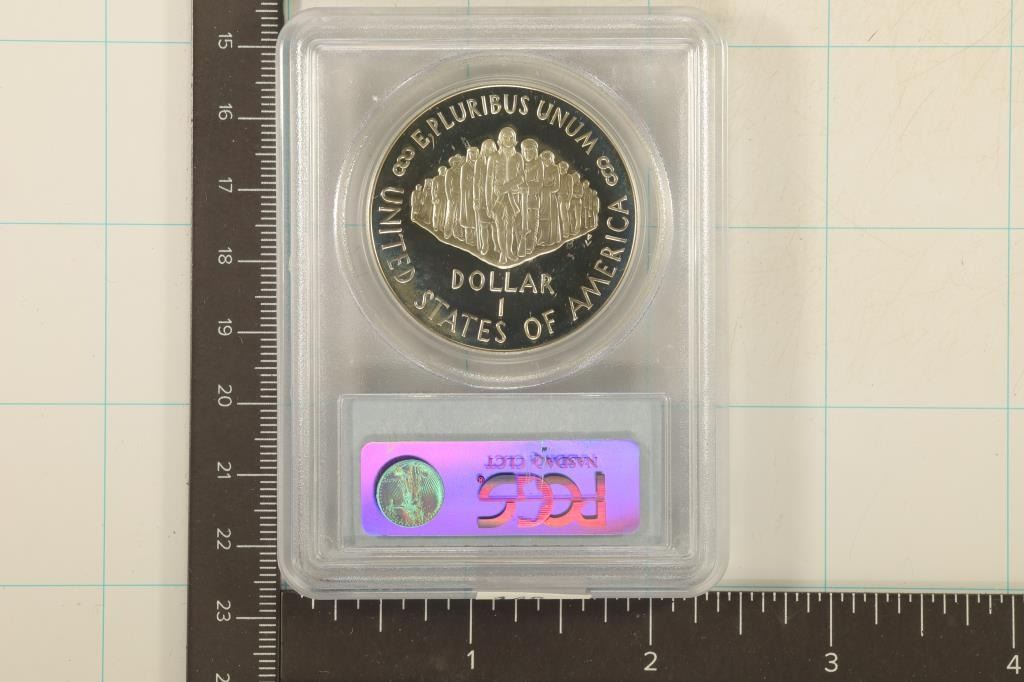 E PLURIBUS UNUM
UNITED STATES OF AMERICA
DOLLAR
1
NASDAQ, CLCT
PCGS
15
16
17
18
19
20
21
22
23
1
2
3
4